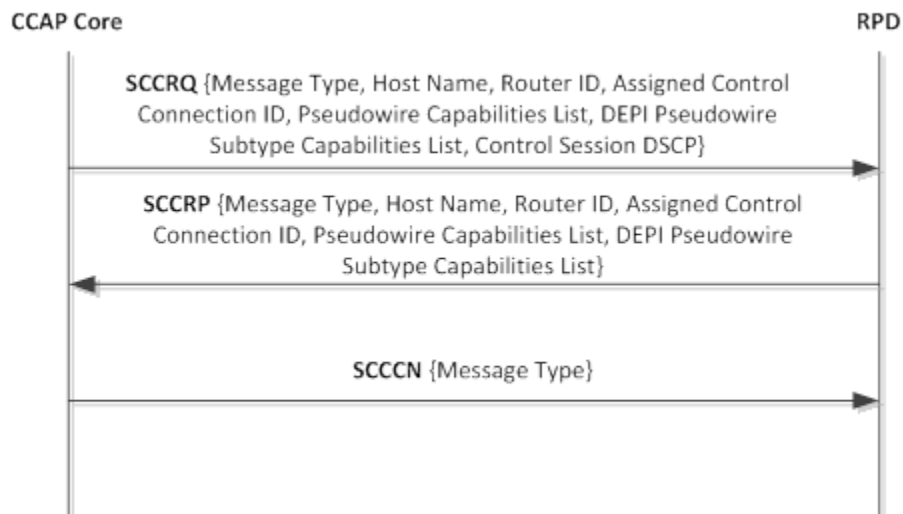 CCAP Core
RPD
SCCRQ {Message Type, Host Name, Router ID, Assigned Control
Connection ID, Pseudowire Capabilities List, DEPI Pseudowire
Subtype Capabilities List, Control Session DSCP}
SCCRP {Message Type, Host Name, Router ID, Assigned Control
Connection ID, Pseudowire Capabilities List, DEPI Pseudowire
Subtype Capabilities List}
SCCCN {Message Type}